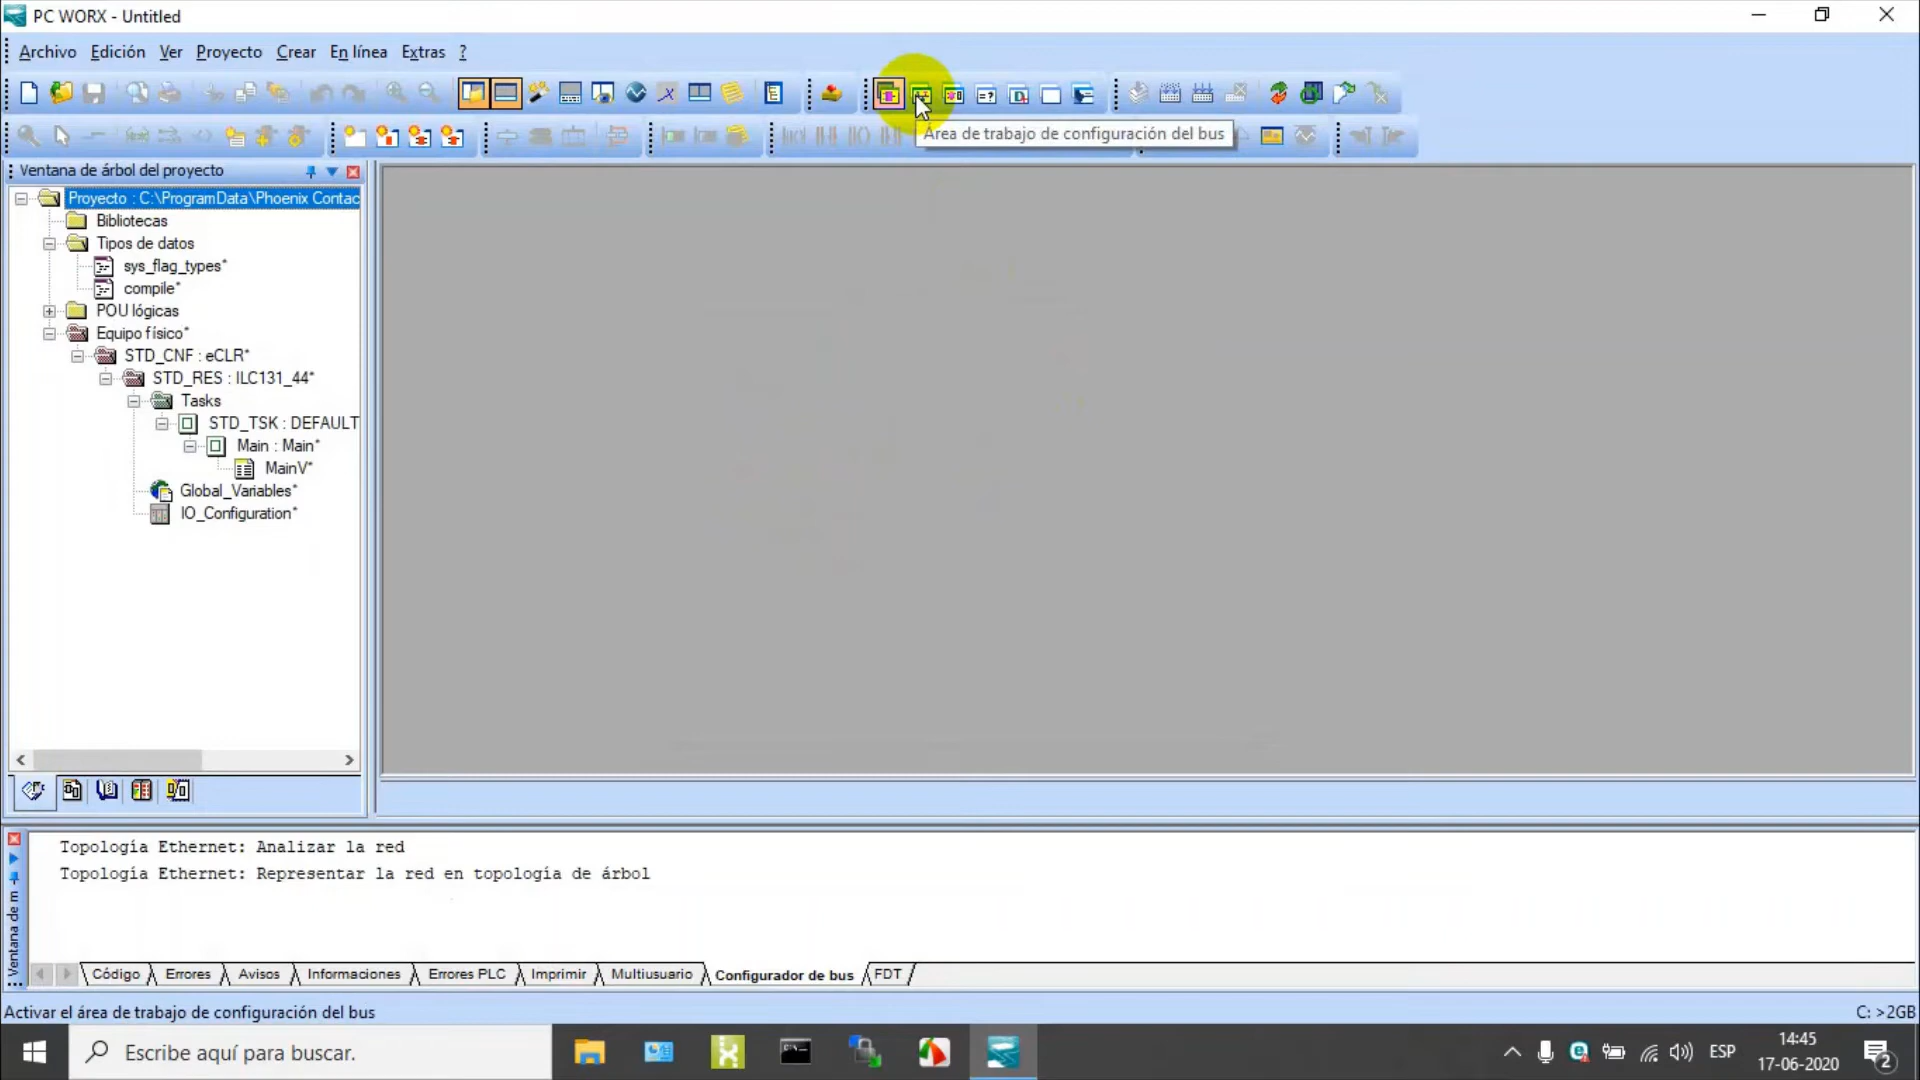 PC WORX - Untitled
Archivo Edición Ver Proyecto Crear En línea Extras ?
Área de trabajo de configuración del bus
Ventana de árbol del proyecto
Proyecto : C:\ProgramData\Phoenix Contac
Bibliotecas
Tipos de datos
sys_flag_types*
compile*
POU lógicas
Equipo físico*
STD_CNF : eCLR*
STD_RES : ILC131_44*
Tasks
STD_TSK : DEFAULT
Main : Main*
MainV*
Global_Variables*
IO_Configuration*
Ventana de m
Topología Ethernet: Analizar la red
Topología Ethernet: Representar la red en topología de árbol
Código Errores Avisos Informaciones Errores PLC Imprimir Multiusuario Configurador de bus FDT
Activar el área de trabajo de configuración del bus
C: >2GB
Escribe aquí para buscar.
ESP
14:45
17-06-2020
2